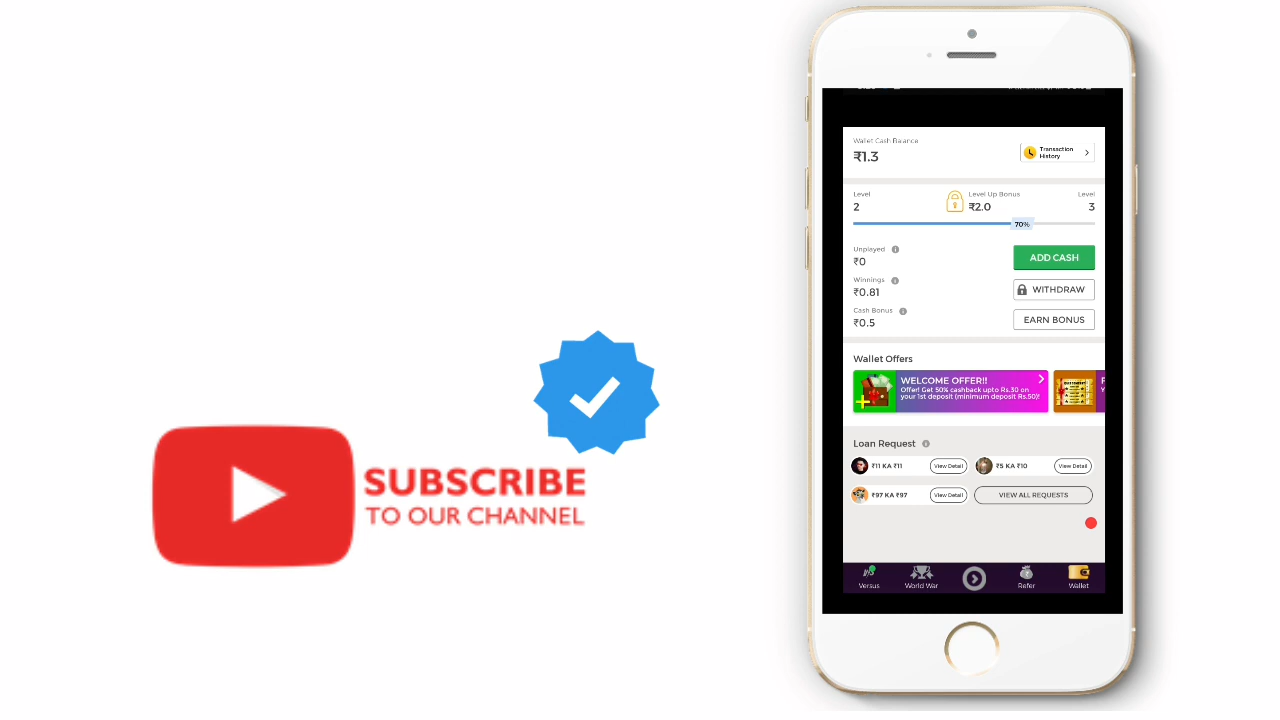 SUBSCRIBE
TO OUR CHANNEL
Wallet Cash Balance
₹1.3
Transaction
History
Level
2
Level Up Bonus
₹2.0
Level
3
70%
Unplayed
₹0
ADD CASH
Winnings
₹0.81
WITHDRAW
Cash Bonus
₹0.5
EARN BONUS
Wallet Offers
WELCOME OFFER!!
Offer! Get 50% cashback upto Rs.30 on
your 1st deposit (minimum deposit Rs.50)!
Loan Request
₹11 KA ₹11
View Detail
₹5 KA ₹10
View Detail
₹97 KA ₹97
View Detail
VIEW ALL REQUESTS
Versus
World War
Refer
Wallet